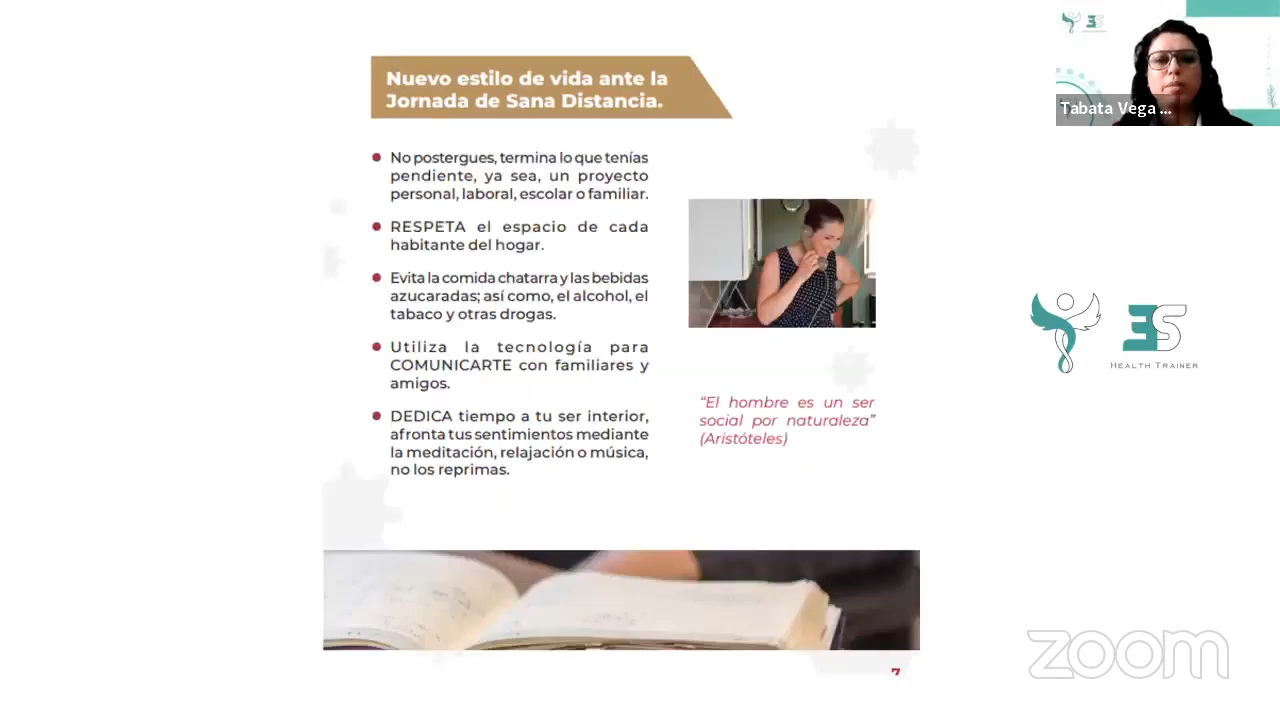 Nuevo estilo de vida ante la
Jornada de Sana Distancia.
No postergues, termina lo que tenías
pendiente, ya sea, un proyecto
personal, laboral, escolar o familiar.
RESPETA el espacio de cada
habitante del hogar.
Evita la comida chatarra y las bebidas
azucaradas; así como, el alcohol, el
tabaco y otras drogas.
Utiliza la tecnología para
COMUNICARTE con familiares y
amigos.
DEDICA tiempo a tu ser interior,
afronta tus sentimientos mediante
la meditación, relajación o música,
no los reprimas.
“El hombre es un ser
social por naturaleza”
(Aristóteles)
7
3S
Tabata Vega ...
3S
HEALTH TRAINER
zoom